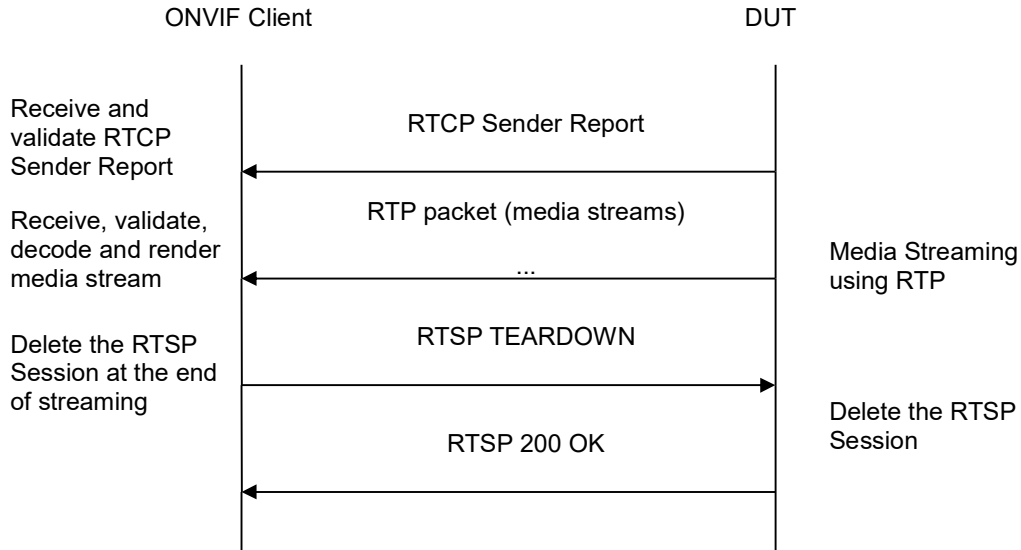 ONVIF Client
DUT
Receive and
validate RTCP
Sender Report
RTCP Sender Report
RTP packet (media streams)
Receive, validate,
decode and render
media stream
...
Media Streaming
using RTP
RTSP TEARDOWN
Delete the RTSP
Session at the end
of streaming
Delete the RTSP
Session
RTSP 200 OK